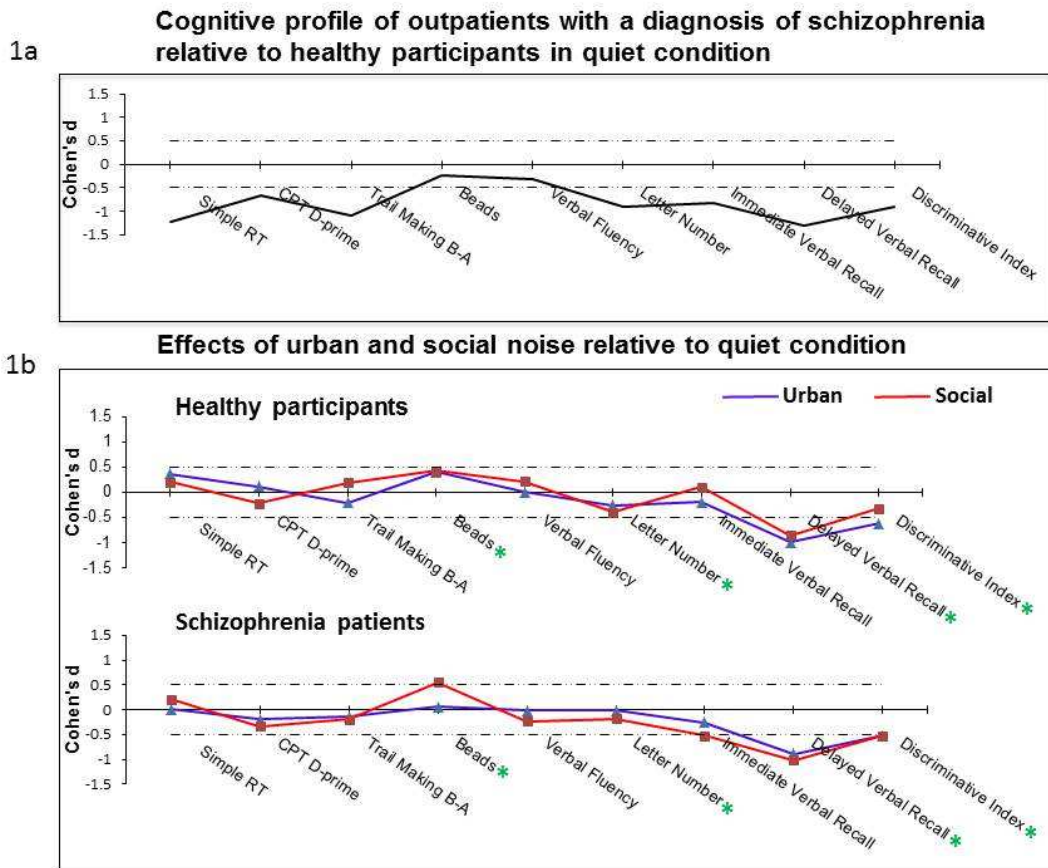 1a
Cognitive profile of outpatients with a diagnosis of schizophrenia
relative to healthy participants in quiet condition
Cohen's d
1.5
1
0.5
0
-0.5
-1
-1.5
Simple RT
CPT D-prime
Trail Making B-A
Beads
Verbal Fluency
Letter Number
Immediate Verbal Recall
Delayed Verbal Recall
Discriminative Index
1b
Effects of urban and social noise relative to quiet condition
Healthy participants
Urban
Social
Cohen's d
1.5
1
0.5
0
-0.5
-1
-1.5
Simple RT
CPT D-prime
Trail Making B-A
Beads *
Verbal Fluency
Letter Number *
Immediate Verbal Recall
Delayed Verbal Recall *
Discriminative Index *
Schizophrenia patients
Cohen's d
1.5
1
0.5
0
-0.5
-1
-1.5
Simple RT
CPT D-prime
Trail Making B-A
Beads *
Verbal Fluency
Letter Number *
Immediate Verbal Recall
Delayed Verbal Recall *
Discriminative Index *